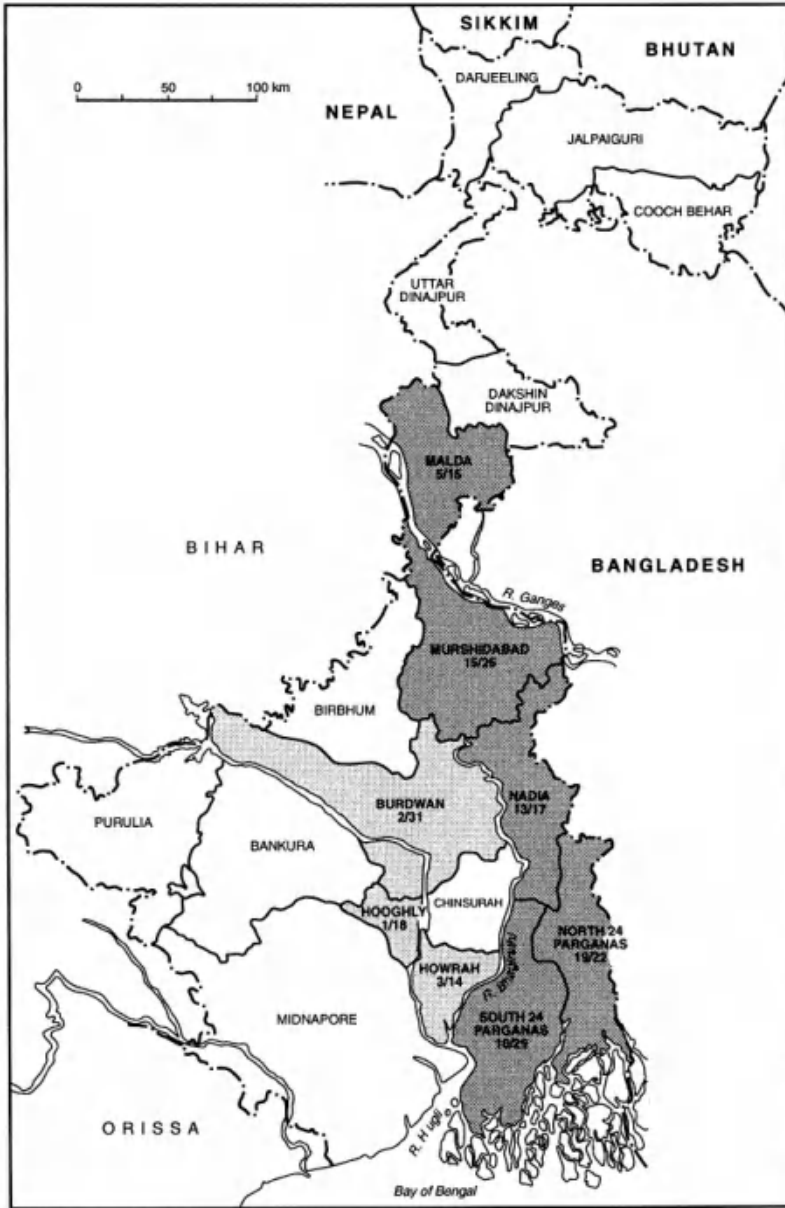 SIKKIM
BHUTAN
DARJEELING
0 50 100 km
NEPAL
JALPAIGURI
COOCH BEHAR
UTTAR
DINAJPUR
DAKSHIN
DINAJPUR
MALDA
5/15
BIHAR
BANGLADESH
R. Ganges
MURSHIDABAD
15/26
BIRBHUM
BURDWAN
2/31
NADIA
13/17
PURULIA
BANKURA
CHINSURAH
HOOGHLY
1/18
NORTH 24
PARGANAS
19/22
HOWRAH
3/14
R. Bhagirathi
SOUTH 24
PARGANAS
MIDNAPORE
ORISSA
R. Hugli
Bay of Bengal